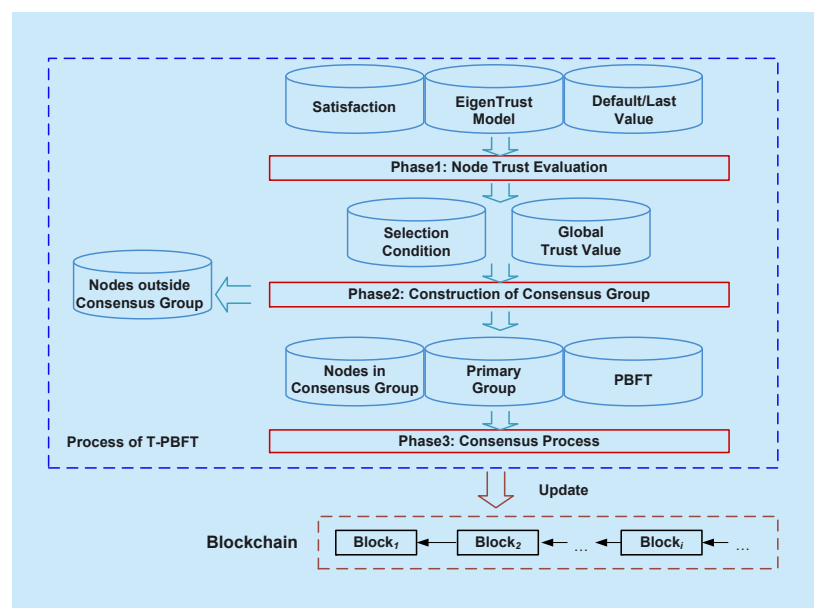 Satisfaction
EigenTrust
Model
Default/Last
Value
Phase1: Node Trust Evaluation
Selection
Condition
Global
Trust Value
Nodes outside
Consensus Group
Phase2: Construction of Consensus Group
Nodes in
Consensus Group
Primary
Group
PBFT
Process of T-PBFT
Phase3: Consensus Process
Update
Blockchain
Block1
Block2
...
Blocki
...